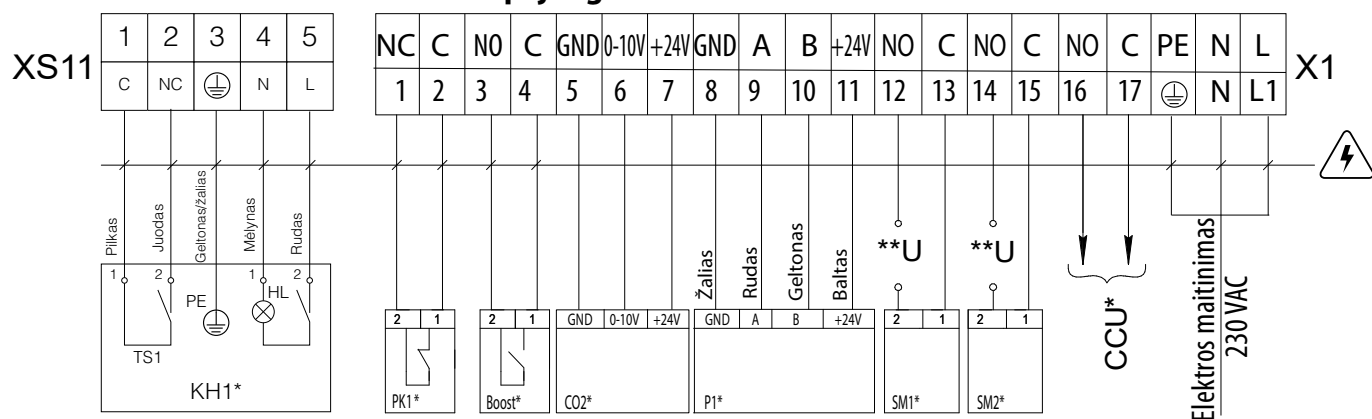 XS11
1 2 3 4 5
C NC N L
NC C NO C GND 0-10V +24V GND A B +24V NO C NO C NO C PE N L
1 2 3 4 5 6 7 8 9 10 11 12 13 14 15 16 17 N L1
X1
Pilkas
Juodas
Geltonas/žalias
Mėlynas
Rudas
1 2 PE 1 HL 2
TS1
KH1*
2 1
PK1*
2 1
Boost*
GND 0-10V +24V
CO2*
Žalias
Rudas
Geltonas
Baltas
GND A B +24V
P1*
**U
2 1
SM1*
**U
2 1
SM2*
CCU*
Elektros maitinimas
230 VAC